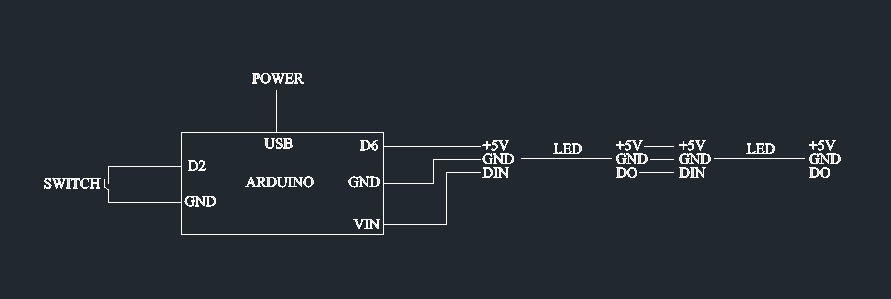 POWER
USB
D6
D2
ARDUINO
GND
SWITCH
GND
VIN
+5V
GND
DIN
LED
+5V
GND
DO
+5V
GND
DIN
LED
+5V
GND
DO